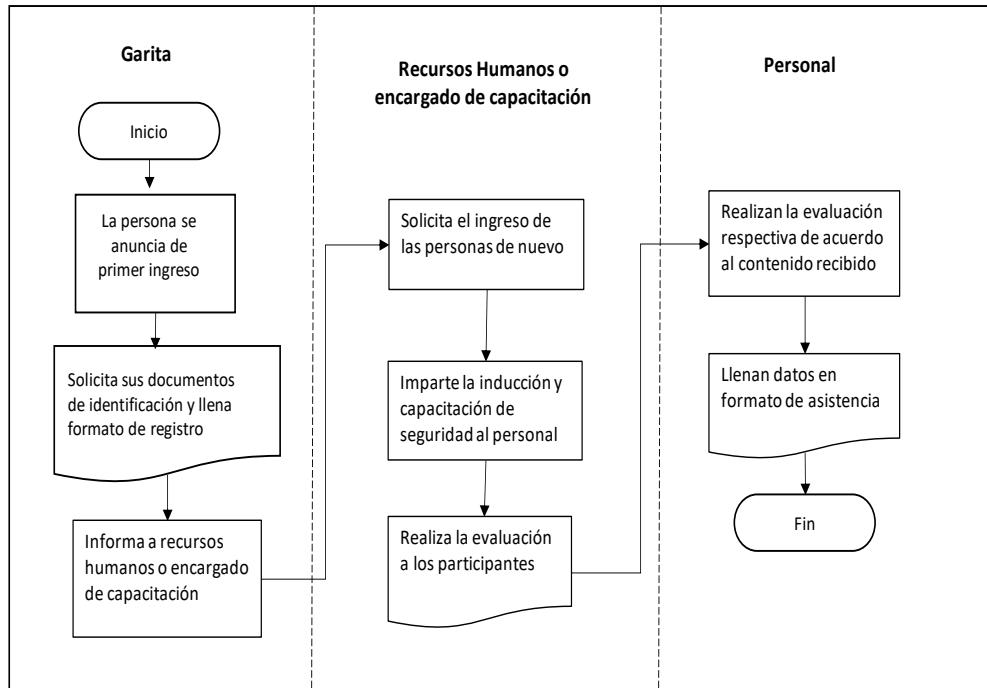 Garita
Inicio
La persona se
anuncia de
primer ingreso
Solicita sus documentos
de identificación y llena
formato de registro
Informa a recursos
humanos o encargado
de capacitación
Recursos Humanos o
encargado de capacitación
Solicita el ingreso de
las personas de nuevo
Imparte la inducción y
capacitación de
seguridad al personal
Realiza la evaluación
a los participantes
Personal
Realizan la evaluación
respectiva de acuerdo
al contenido recibido
Llenan datos en
formato de asistencia
Fin